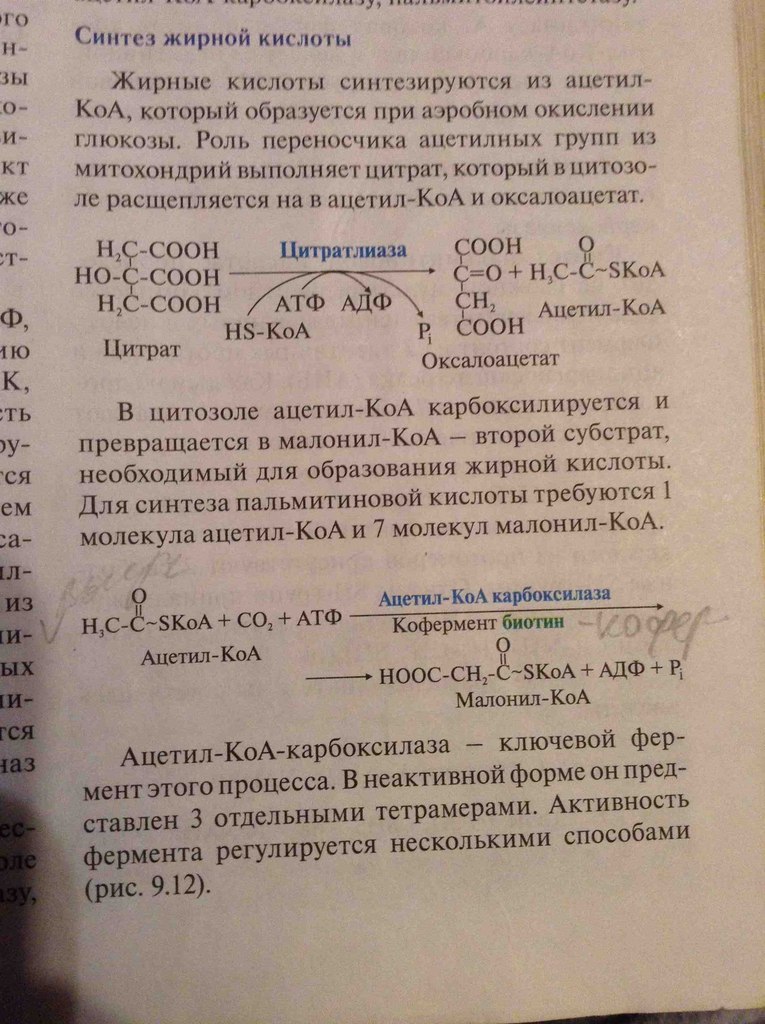 Синтез жирной кислоты
Жирные кислоты синтезируются из ацетил-
КоА, который образуется при аэробном окислении
глюкозы. Роль переносчика ацетилных групп из
митохондрий выполняет цитрат, который в цитозо-
ле расщепляется на в ацетил-КоА и оксалоацетат.
H₂C-COOH
HO-C-COOH
H₂C-COOH
Цитрат
Цитратлиаза
АТФ АДФ
HS-КоА
Pᵢ
COOH
C=O + H₃C-C~SKoA
O
CH₂
COOH
Ацетил-КоА
Оксалоацетат
В цитозоле ацетил-КоА карбоксилируется и
превращается в малонил-КоА – второй субстрат,
необходимый для образования жирной кислоты.
Для синтеза пальмитиновой кислоты требуются 1
молекула ацетил-КоА и 7 молекул малонил-КоА.
O
H₃C-C~SKoA + CO₂ + АТФ
Ацетил-КоА
Ацетил-КоА карбоксилаза
Кофермент биотин
-кофер
O
HOOC-CH₂-C~SKoA + АДФ + Pᵢ
Малонил-КоА
Ацетил-КоА-карбоксилаза – ключевой фер-
мент этого процесса. В неактивной форме он пред-
ставлен 3 отдельными тетрамерами. Активность
фермента регулируется несколькими способами
(рис. 9.12).